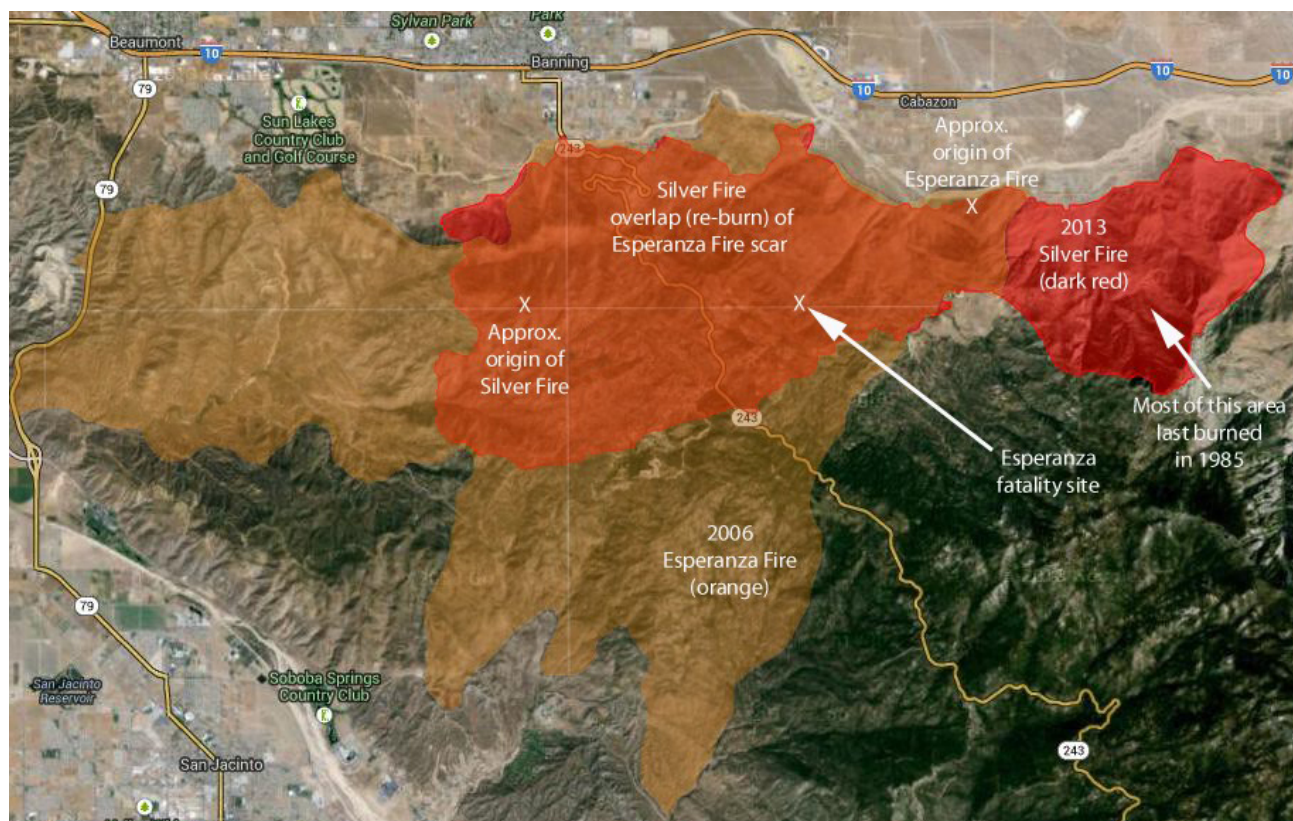 Sylvan Park
Park
Beaumont
10
Banning
10
10
79
10
Cabazon
Sun Lakes
Country Club
and Golf Course
Approx.
origin of
Esperanza Fire
X
243
79
Silver Fire
overlap (re-burn) of
Esperanza Fire scar
2013
Silver Fire
(dark red)
X
Approx.
origin of
Silver Fire
X
243
Most of this area
last burned
in 1985
Esperanza
fatality site
2006
Esperanza Fire
(orange)
79
San Jacinto
Reservoir
Soboba Springs
Country Club
243
San Jacinto